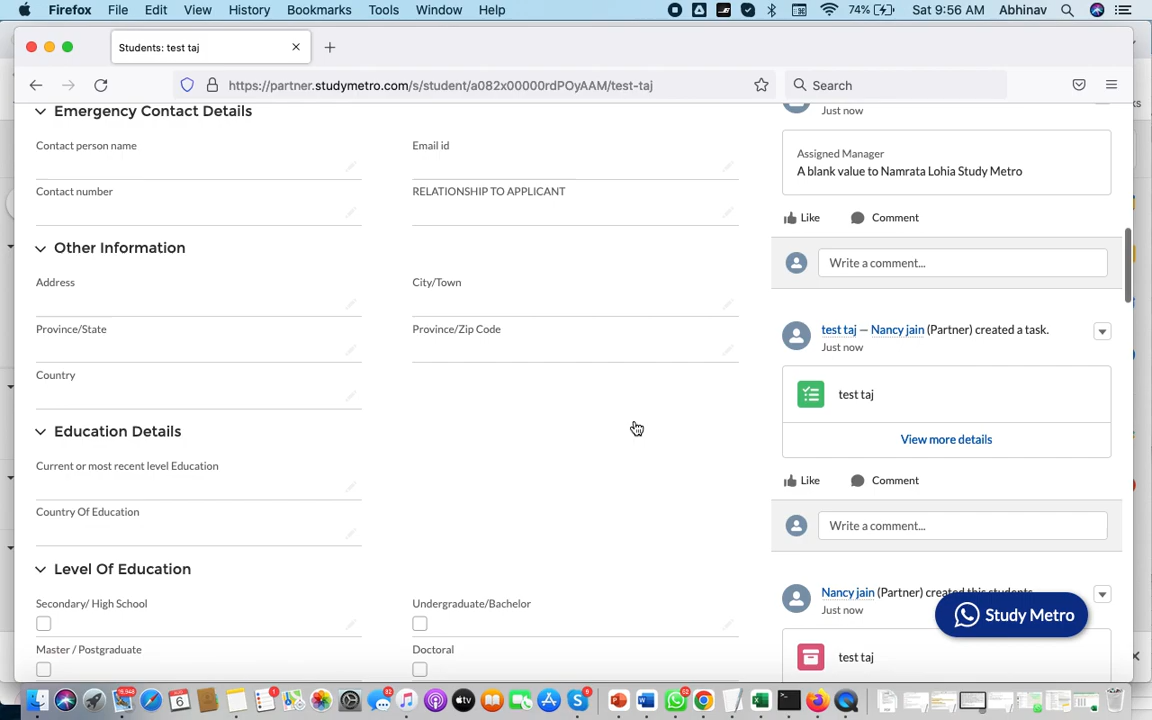 Firefox File Edit View History Bookmarks Tools Window Help 74% Sat 9:56 AM Abhinav
Students: test taj
https://partner.studymetro.com/s/student/a082x00000rdPOyAAM/test-taj Search
Emergency Contact Details
Contact person name Email id
Contact number RELATIONSHIP TO APPLICANT
Other Information
Address City/Town
Province/State Province/Zip Code
Country
Education Details
Current or most recent level Education
Country Of Education
Level Of Education
Secondary/ High School Undergraduate/Bachelor
Master / Postgraduate Doctoral
Just now
Assigned Manager
A blank value to Namrata Lohia Study Metro
Like Comment
Write a comment...
test taj — Nancy jain (Partner) created a task.
Just now
test taj
View more details
Like Comment
Write a comment...
Nancy jain (Partner) created this students.
Just now
Study Metro
test taj